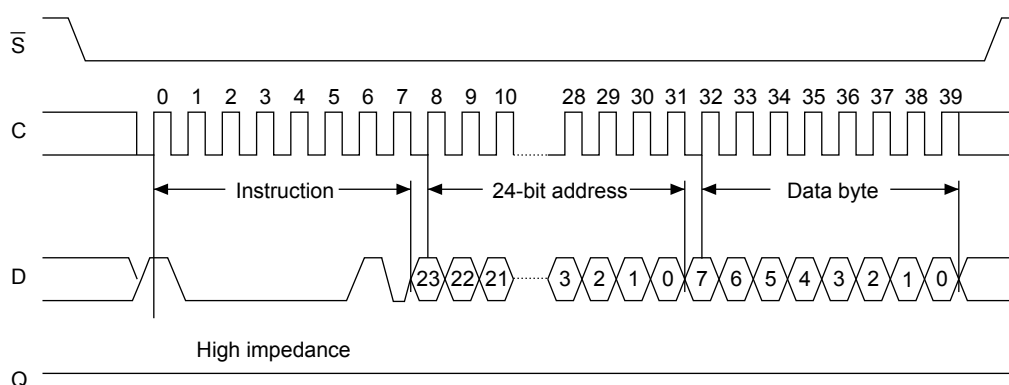 S
0 1 2 3 4 5 6 7 8 9 10 28 29 30 31 32 33 34 35 36 37 38 39
C
Instruction 24-bit address Data byte
D 23 22 21 3 2 1 0 7 6 5 4 3 2 1 0
High impedance
Q